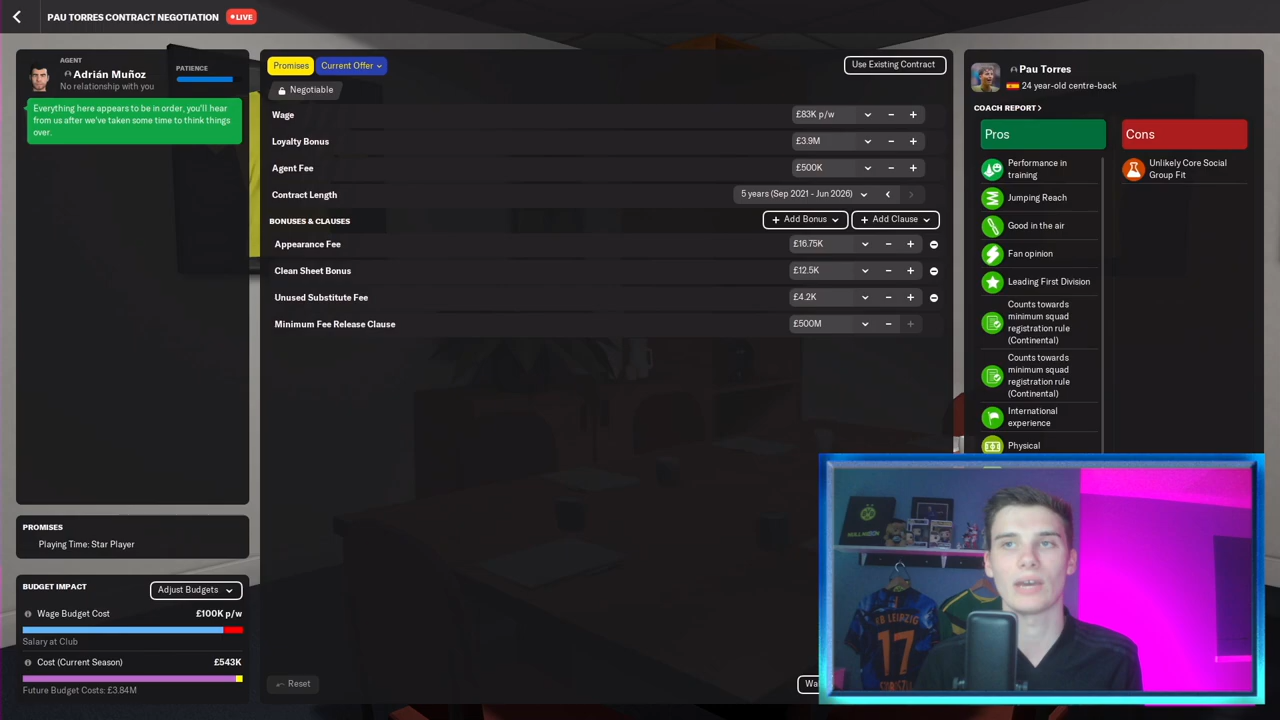 PAU TORRES CONTRACT NEGOTIATION
LIVE
AGENT
Adrián Muñoz
No relationship with you
PATIENCE
Everything here appears to be in order, you'll hear
from us after we've taken some time to think things
over.
Promises
Current Offer
Use Existing Contract
Negotiable
Wage
£83K p/w
Loyalty Bonus
£3.9M
Agent Fee
£500K
Contract Length
5 years (Sep 2021 - Jun 2026)
BONUSES & CLAUSES
Add Bonus
Add Clause
Appearance Fee
£16.75K
Clean Sheet Bonus
£12.5K
Unused Substitute Fee
£4.2K
Minimum Fee Release Clause
£500M
Reset
Pau Torres
24 year-old centre-back
COACH REPORT
Pros
Performance in
training
Jumping Reach
Good in the air
Fan opinion
Leading First Division
Counts towards
minimum squad
registration rule
(Continental)
Counts towards
minimum squad
registration rule
(Continental)
International
experience
Physical
Cons
Unlikely Core Social
Group Fit
PROMISES
Playing Time: Star Player
BUDGET IMPACT
Adjust Budgets
Wage Budget Cost
£100K p/w
Salary at Club
Cost (Current Season)
£543K
Future Budget Costs: £3.84M
RB LEIPZIG
17